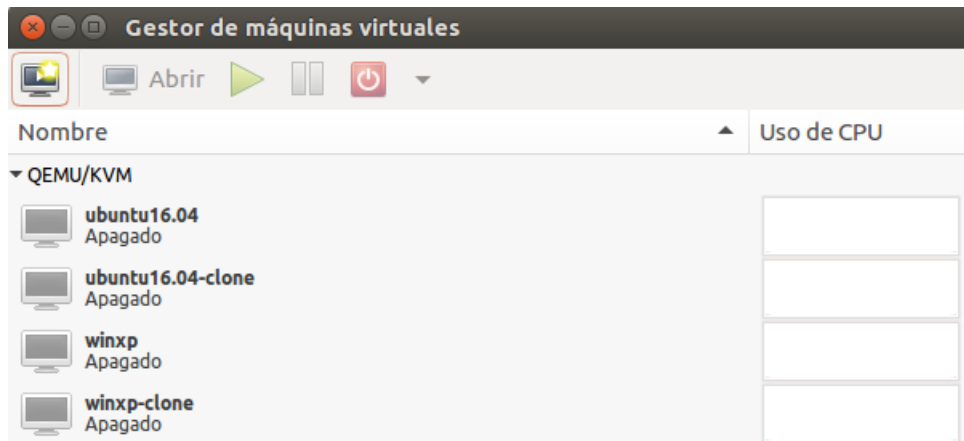 Gestor de máquinas virtuales
Abrir
Nombre Uso de CPU
QEMU/KVM
ubuntu16.04
Apagado
ubuntu16.04-clone
Apagado
winxp
Apagado
winxp-clone
Apagado